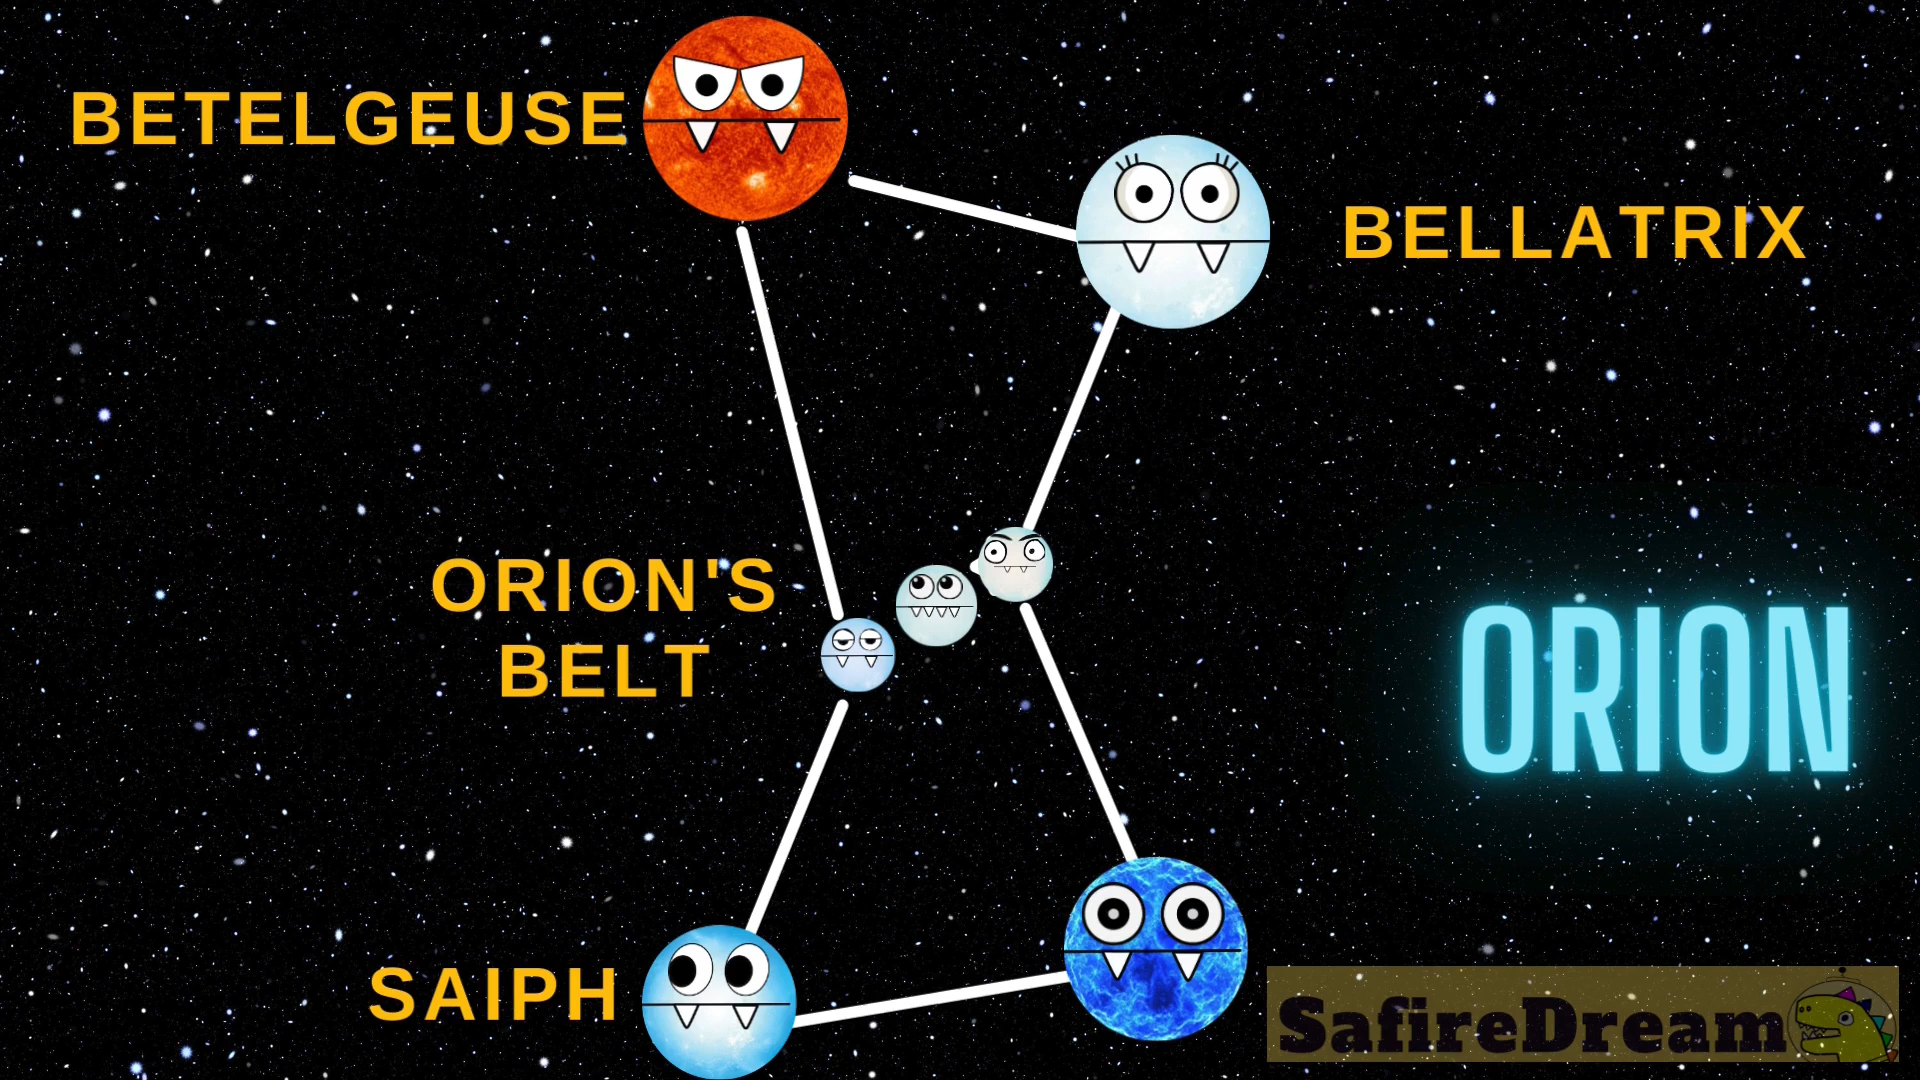 BETELGEUSE
BELLATRIX
ORION'S
BELT
ORION
SAIPH
SafireDream